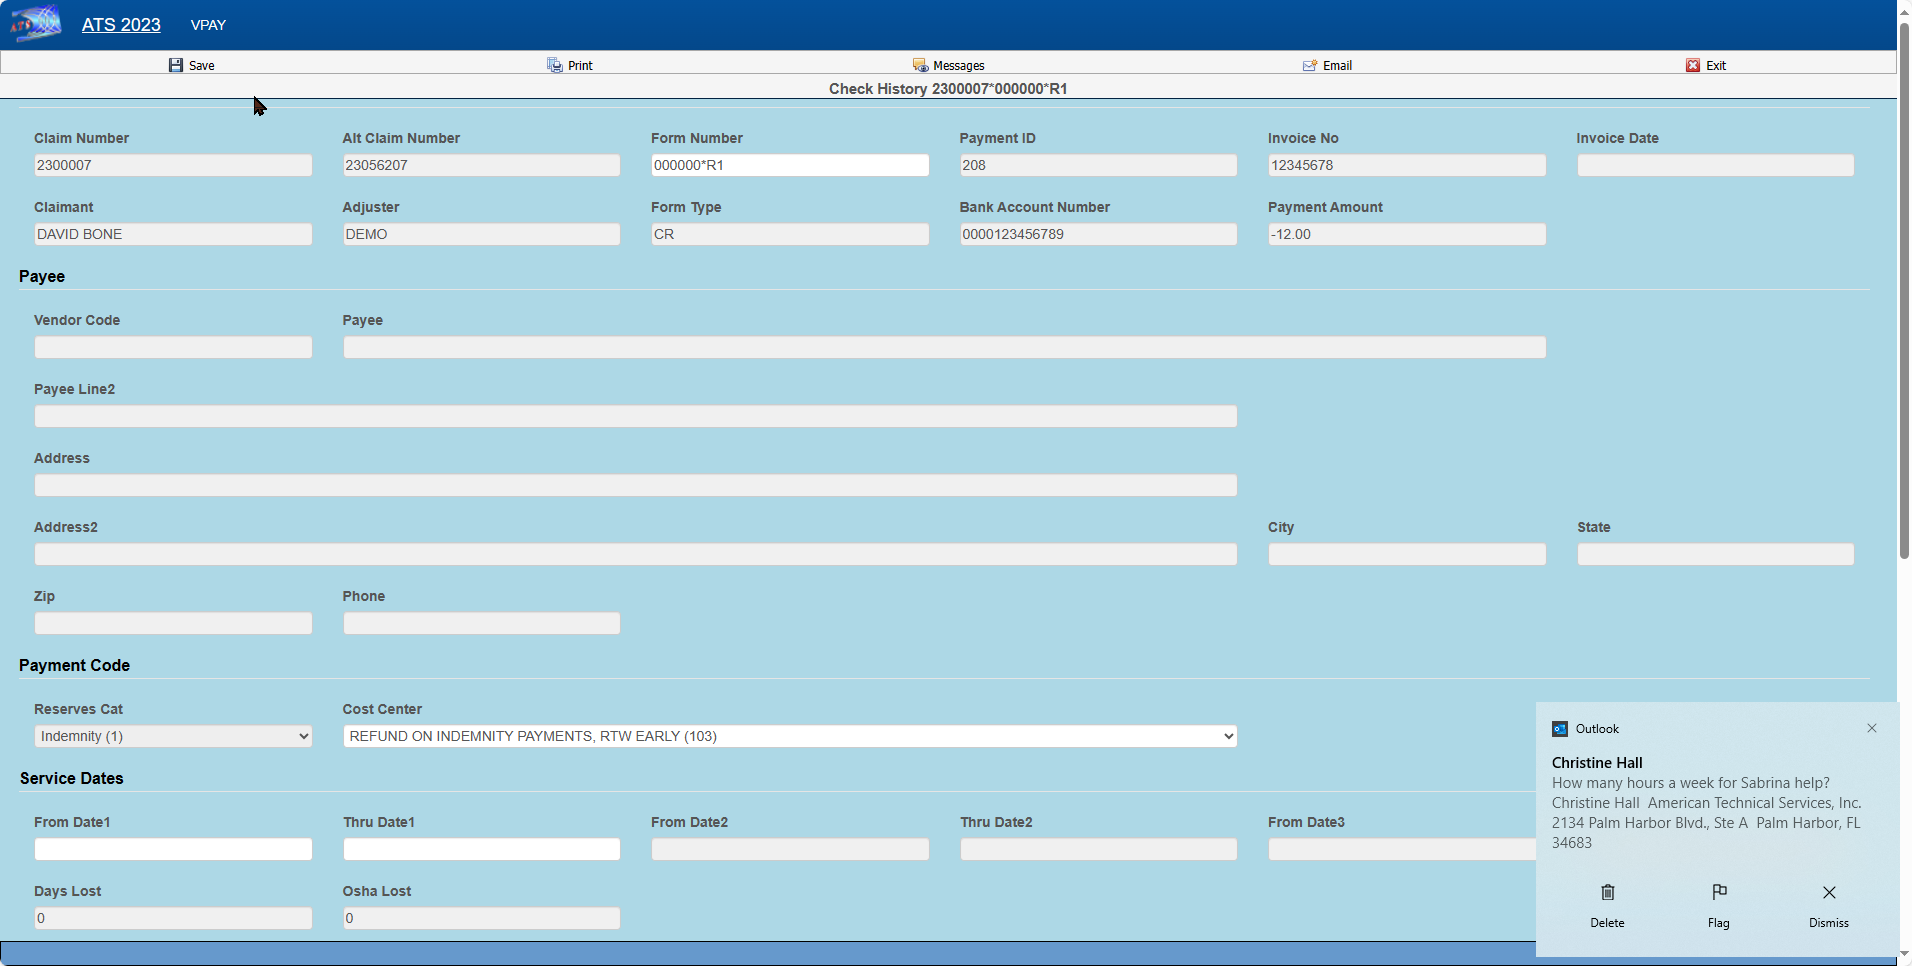 ATS 2023
VPAY
Save
Print
Messages
Email
Exit
Check History 2300007*000000*R1
Claim Number
Alt Claim Number
Form Number
Payment ID
Invoice No
Invoice Date
2300007
23056207
000000*R1
208
12345678
Claimant
Adjuster
Form Type
Bank Account Number
Payment Amount
DAVID BONE
DEMO
CR
0000123456789
-12.00
Payee
Vendor Code
Payee
Payee Line2
Address
Address2
City
State
Zip
Phone
Payment Code
Reserves Cat
Cost Center
Indemnity (1)
REFUND ON INDEMNITY PAYMENTS, RTW EARLY (103)
Service Dates
From Date1
Thru Date1
From Date2
Thru Date2
From Date3
Days Lost
Osha Lost
0
0
Outlook
Christine Hall
How many hours a week for Sabrina help?
Christine Hall American Technical Services, Inc.
2134 Palm Harbor Blvd., Ste A Palm Harbor, FL
34683
Delete
Flag
Dismiss